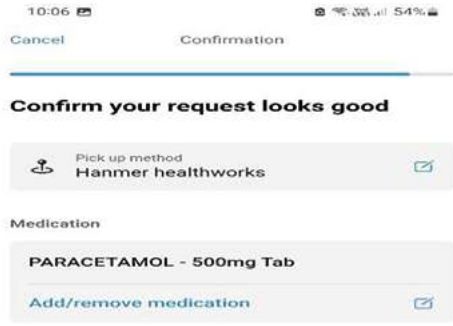 10:06 54%
Cancel Confirmation
Confirm your request looks good
Pick up method
Hanmer healthworks
Medication
PARACETAMOL - 500mg Tab
Add/remove medication